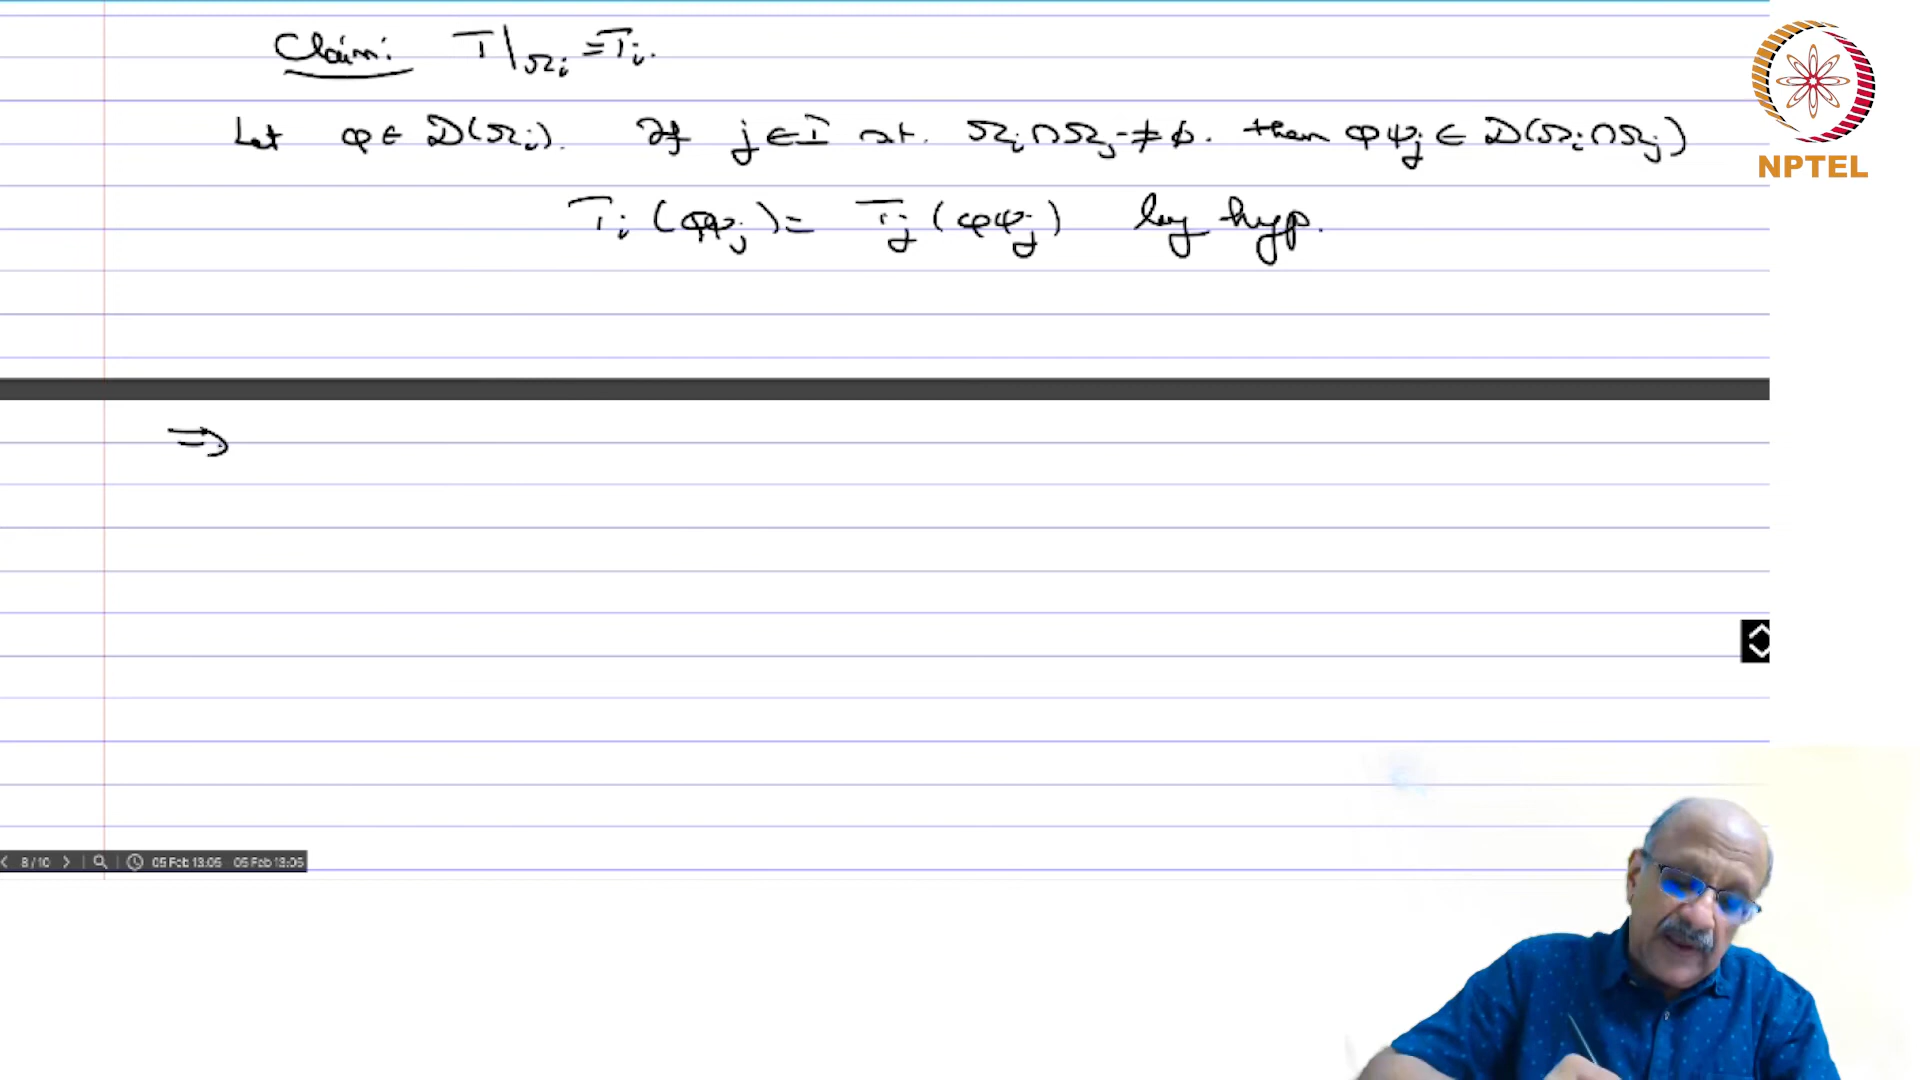 Claim: T|Ωi = Ti.
Let φ ∈ D(Ωi). If j ∈ I s.t. Ωi ∩ Ωj ≠ ϕ. then φψj ∈ D(Ωi ∩ Ωj)
Ti (φψj) = Tj (φψj) by hyp.
⇒
NPTEL
8/10 05 Feb 13:05 05 Feb 13:05